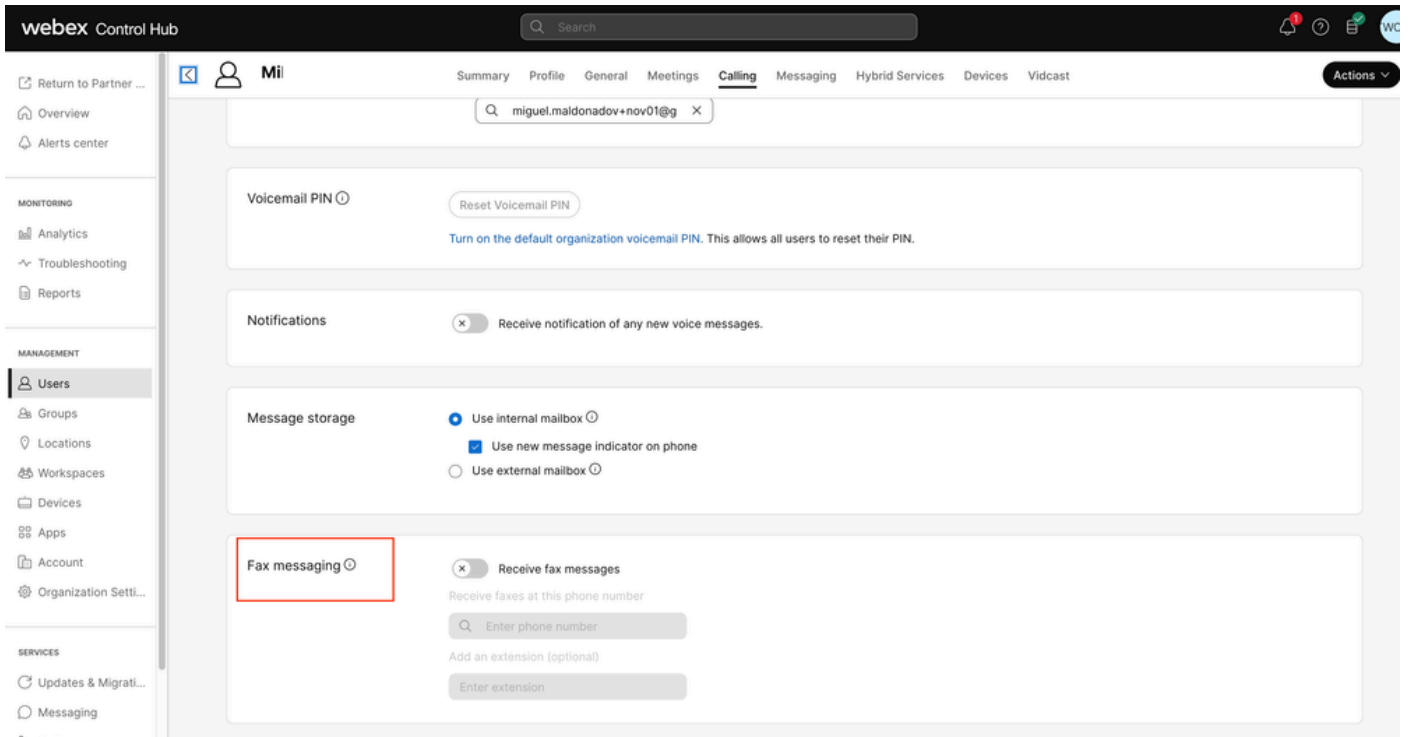 webex Control Hub
Search
1
WC
Return to Partner ...
Overview
Alerts center
MONITORING
Analytics
Troubleshooting
Reports
MANAGEMENT
Users
Groups
Locations
Workspaces
Devices
Apps
Account
Organization Setti...
SERVICES
Updates & Migrati...
Messaging
Summary Profile General Meetings Calling Messaging Hybrid Services Devices Vidcast
Actions
miguel.maldonadov+nov01@g
Voicemail PIN
Reset Voicemail PIN
Turn on the default organization voicemail PIN. This allows all users to reset their PIN.
Notifications
Receive notification of any new voice messages.
Message storage
Use internal mailbox
Use new message indicator on phone
Use external mailbox
Fax messaging
Receive fax messages
Receive faxes at this phone number
Enter phone number
Add an extension (optional)
Enter extension